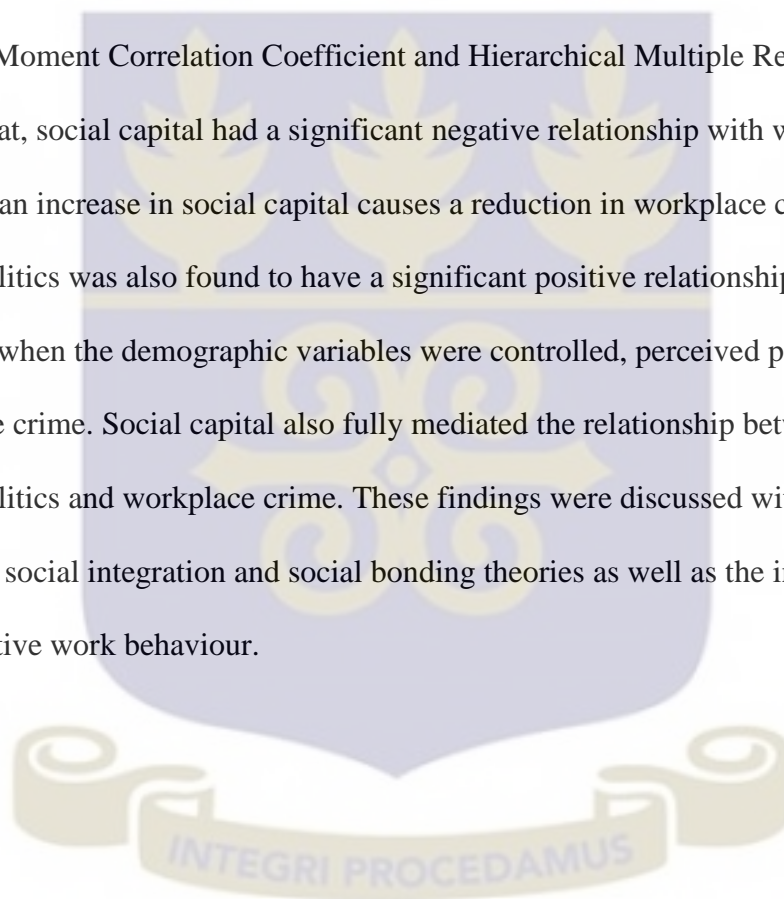 Moment Correlation Coefficient and Hierarchical Multiple Re
at, social capital had a significant negative relationship with w
an increase in social capital causes a reduction in workplace c
litics was also found to have a significant positive relationship
when the demographic variables were controlled, perceived p
e crime. Social capital also fully mediated the relationship bet
litics and workplace crime. These findings were discussed wi
social integration and social bonding theories as well as the i
tive work behaviour.
INTEGRI PROCEDAMUS